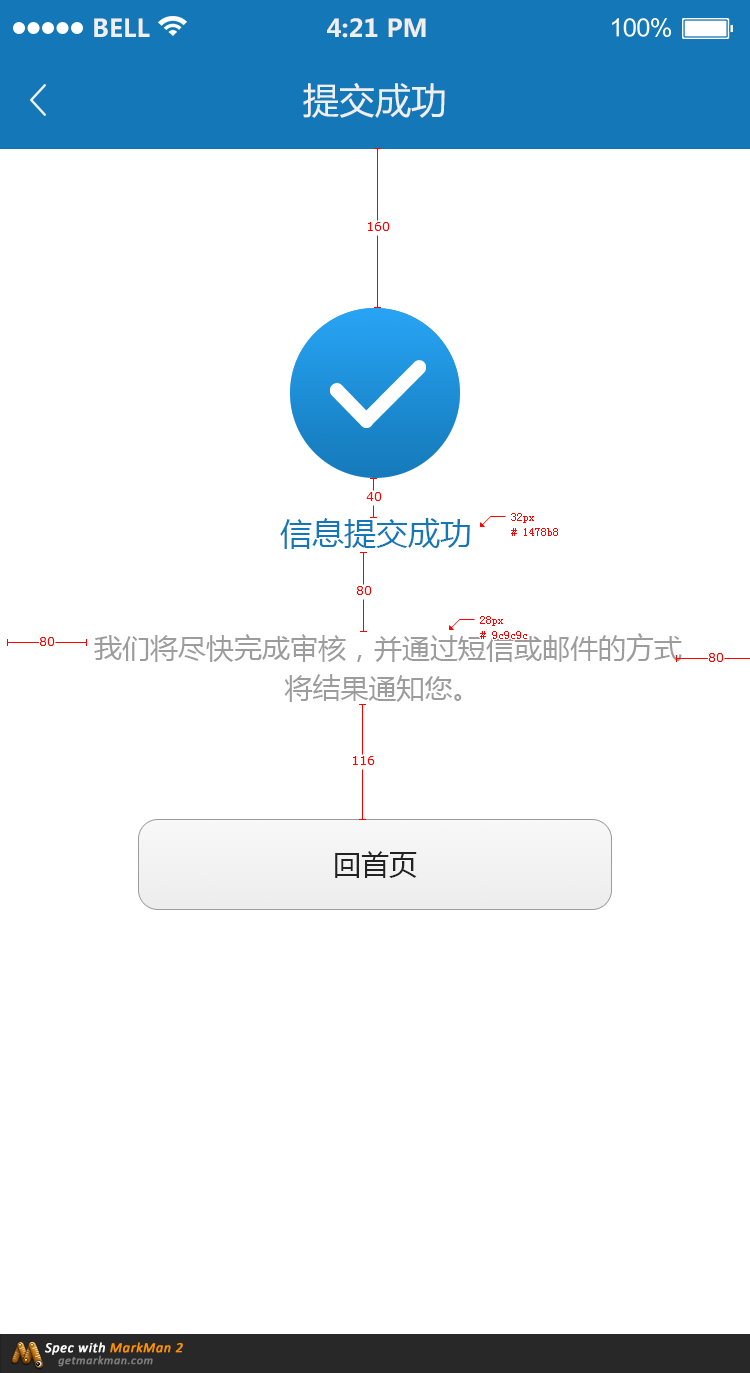 BELL 4:21 PM 100%
提交成功
160
40
信息提交成功
32px
# 1478b8
80
28px
# 9c9c9c
80
我们将尽快完成审核，并通过短信或邮件的方式
80
将结果通知您。
116
回首页
Spec with MarkMan 2
getmarkman.com